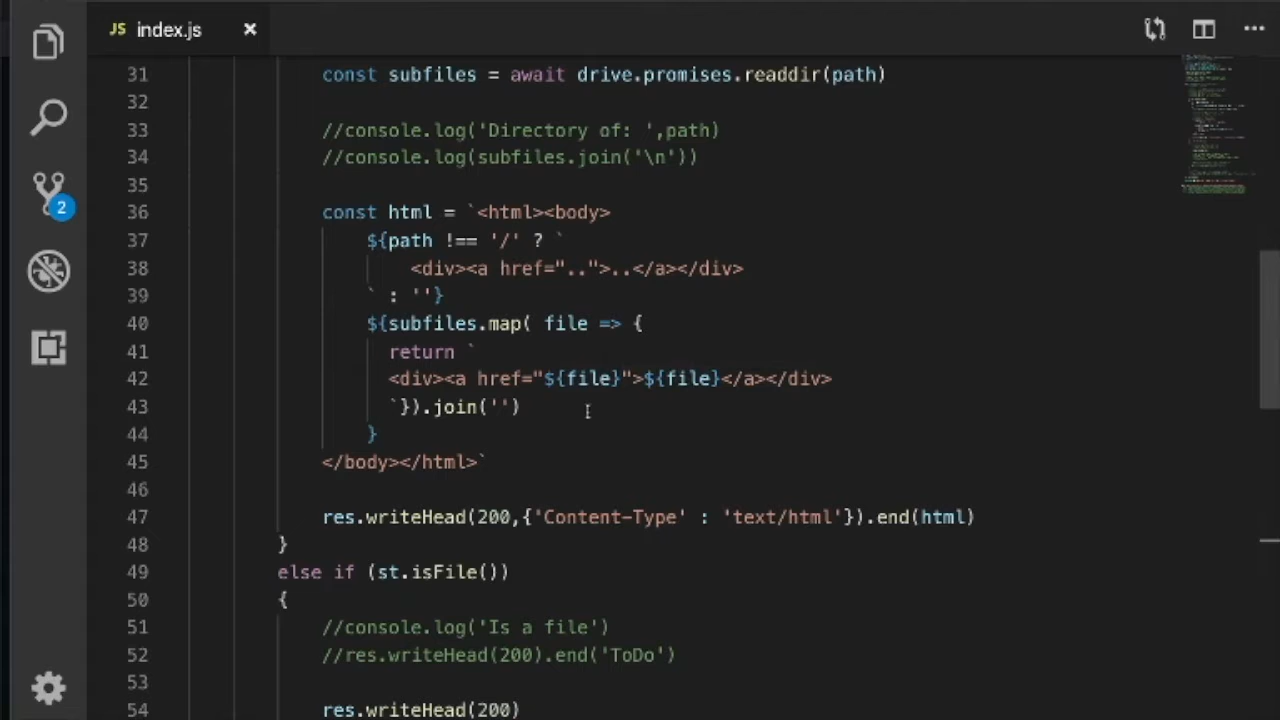 JS index.js ×
31 const subfiles = await drive.promises.readdir(path)
32
33 //console.log('Directory of: ',path)
34 //console.log(subfiles.join('\n'))
35
36 const html = `<html><body>
37 ${path !== '/' ? `
38 <div><a href="..">..</a></div>
39 ` : ''}
40 ${subfiles.map( file => {
41 return `
42 <div><a href="${file}">${file}</a></div>
43 `}).join('')
44 }
45 </body></html>`
46
47 res.writeHead(200,{'Content-Type' : 'text/html'}).end(html)
48 }
49 else if (st.isFile())
50 {
51 //console.log('Is a file')
52 //res.writeHead(200).end('ToDo')
53
54 res.writeHead(200)
2